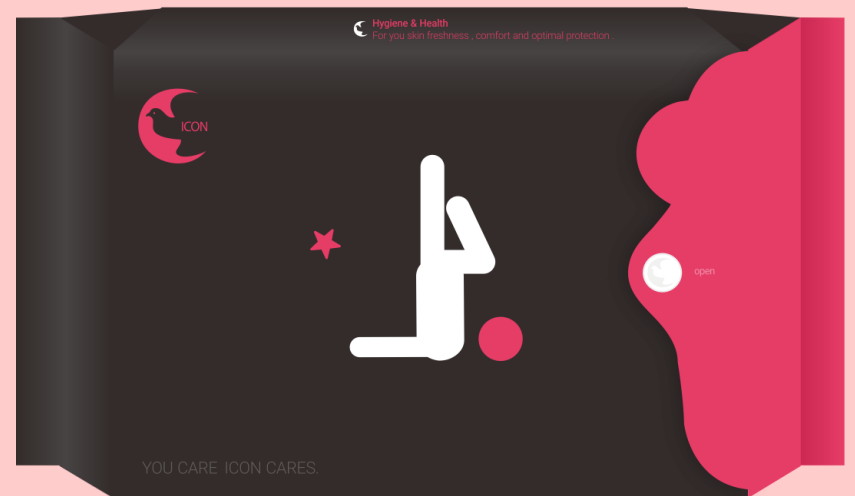 Hygiene & Health
For you skin freshness , comfort and optimal protection .
ICON
open
YOU CARE ICON CARES.